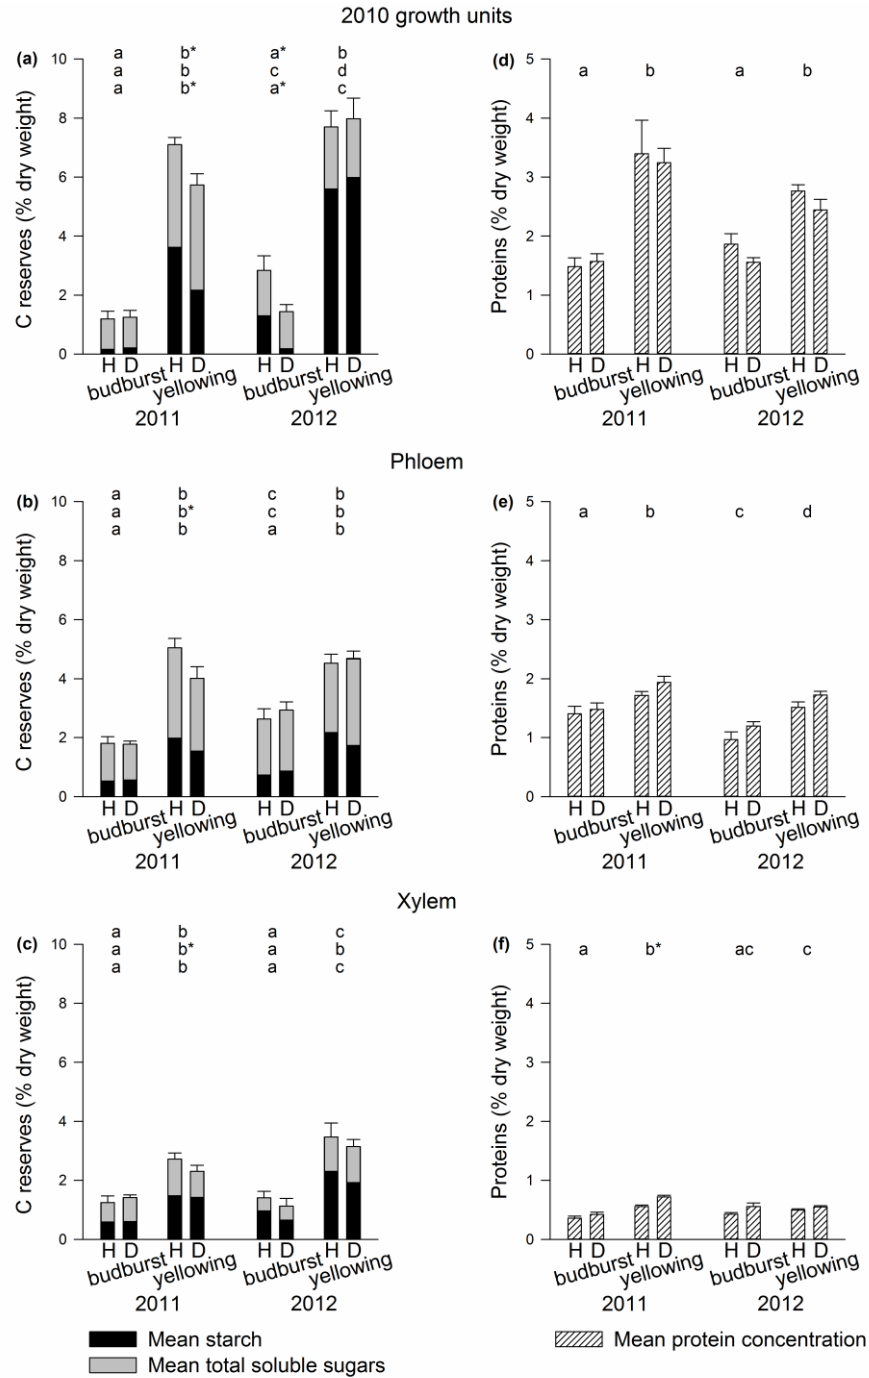 2010 growth units
(a)
a b* a* b
a b c d
a b* a* c
C reserves (% dry weight)
10
8
6
4
2
0
H D H D H D H D
budburst yellowing budburst yellowing
2011 2012
(d)
a b a b
Proteins (% dry weight)
5
4
3
2
1
0
H D H D H D H D
budburst yellowing budburst yellowing
2011 2012
Phloem
(b)
a b c b
a b* c b
a b a b
C reserves (% dry weight)
10
8
6
4
2
0
H D H D H D H D
budburst yellowing budburst yellowing
2011 2012
(e)
a b c d
Proteins (% dry weight)
5
4
3
2
1
0
H D H D H D H D
budburst yellowing budburst yellowing
2011 2012
Xylem
(c)
a b a c
a b* a b
a b a c
C reserves (% dry weight)
10
8
6
4
2
0
H D H D H D H D
budburst yellowing budburst yellowing
2011 2012
(f)
a b* ac c
Proteins (% dry weight)
5
4
3
2
1
0
H D H D H D H D
budburst yellowing budburst yellowing
2011 2012
Mean starch
Mean total soluble sugars
Mean protein concentration